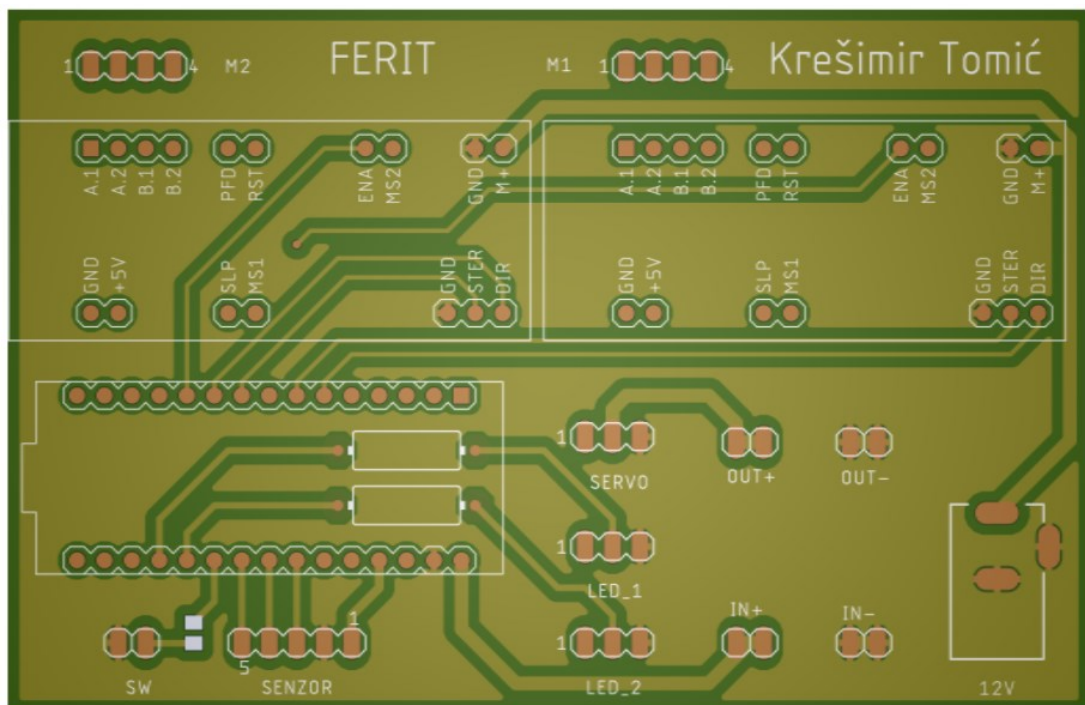 FERIT
Krešimir Tomić
1
4
M2
M1
1
4
A.1
A.2
B.1
B.2
PFD
RST
ENA
MS2
GND
M+
A.1
A.2
B.1
B.2
PFD
RST
ENA
MS2
GND
M+
GND
+5V
SLP
MS1
GND
STER
DIR
GND
+5V
SLP
MS1
GND
STER
DIR
1
SERVO
OUT+
OUT-
1
LED_1
IN+
IN-
1
5
1
SW
SENZOR
LED_2
12V